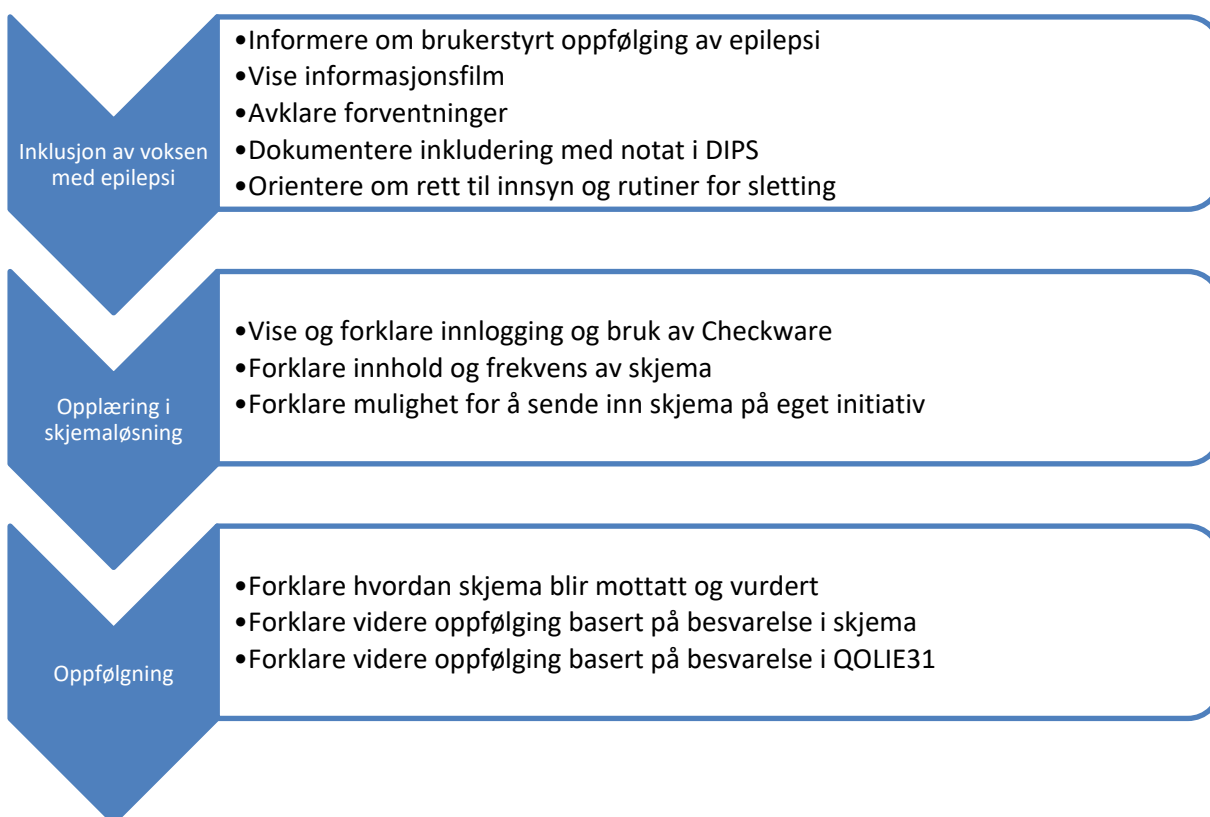 Inklusjon av voksen
med epilepsi
•Informere om brukerstyrt oppfølging av epilepsi
•Vise informasjonsfilm
•Avklare forventninger
•Dokumentere inkludering med notat i DIPS
•Orientere om rett til innsyn og rutiner for sletting
Opplæring i
skjemaløsning
•Vise og forklare innlogging og bruk av Checkware
•Forklare innhold og frekvens av skjema
•Forklare mulighet for å sende inn skjema på eget initiativ
Oppfølgning
•Forklare hvordan skjema blir mottatt og vurdert
•Forklare videre oppfølging basert på besvarelse i skjema
•Forklare videre oppfølging basert på besvarelse i QOLIE31